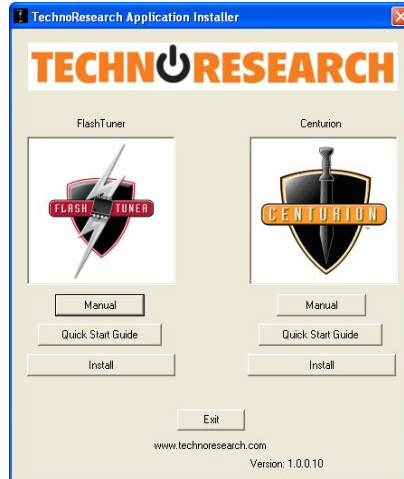 TechnoResearch Application Installer
TECHNORESEARCH
FlashTuner
Centurion
FLASH TUNER
CENTURION
Manual
Manual
Quick Start Guide
Quick Start Guide
Install
Install
Exit
www.technoresearch.com
Version: 1.0.0.10